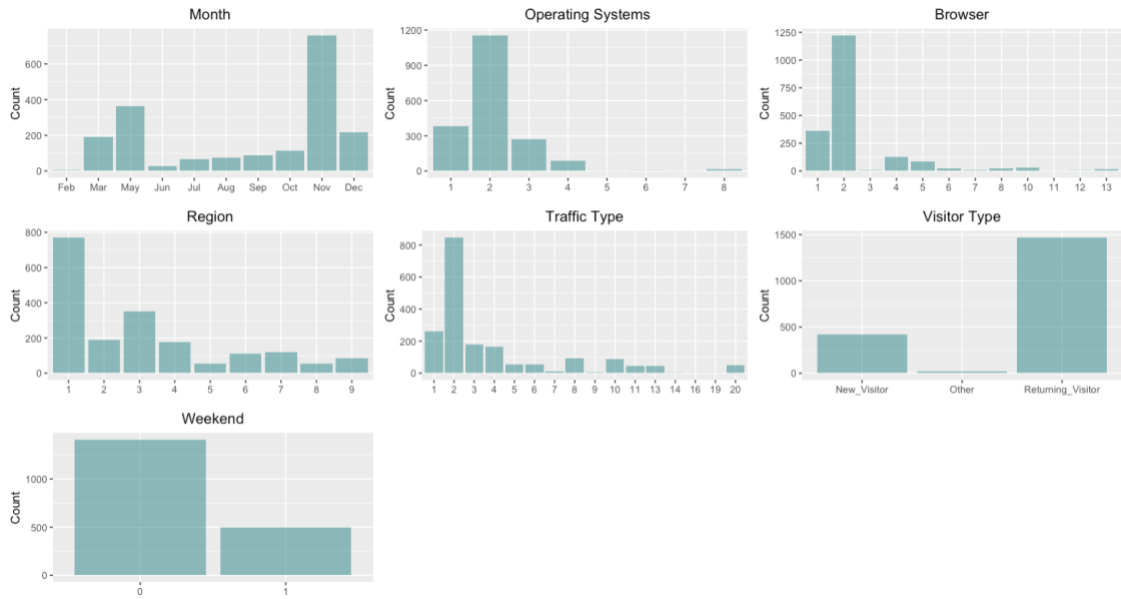 Month
Count
600
400
200
0
Feb Mar May Jun Jul Aug Sep Oct Nov Dec
Operating Systems
Count
1200
900
600
300
0
1 2 3 4 5 6 7 8
Browser
Count
1250
1000
750
500
250
0
1 2 3 4 5 6 7 8 10 11 12 13
Region
Count
800
600
400
200
0
1 2 3 4 5 6 7 8 9
Traffic Type
Count
800
600
400
200
0
1 2 3 4 5 6 7 8 9 10 11 13 14 16 19 20
Visitor Type
Count
1500
1000
500
0
New_Visitor Other Returning_Visitor
Weekend
Count
1000
500
0
0 1